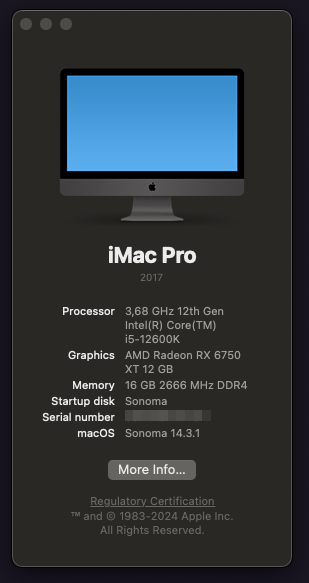 iMac Pro
2017
Processor 3,68 GHz 12th Gen
Intel(R) Core(TM)
i5-12600K
Graphics AMD Radeon RX 6750
XT 12 GB
Memory 16 GB 2666 MHz DDR4
Startup disk Sonoma
Serial number
macOS Sonoma 14.3.1
More Info...
Regulatory Certification
™ and © 1983-2024 Apple Inc.
All Rights Reserved.